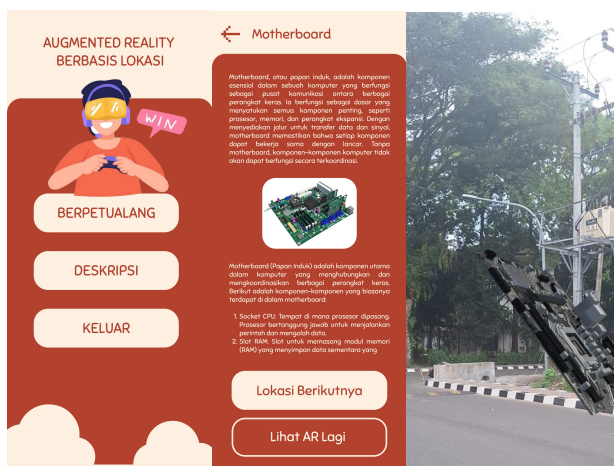 AUGMENTED REALITY
BERBASIS LOKASI
WIN
BERPETUALANG
DESKRIPSI
KELUAR
Motherboard
Motherboard, atau papan induk, adalah komponen
esensial dalam sebuah komputer yang berfungsi
sebagai pusat komunikasi antara berbagai
perangkat keras. Ia berfungsi sebagai dasar yang
menyatukan semua komponen penting, seperti
prosesor, memori, dan perangkat ekspansi. Dengan
menyediakan jalur untuk transfer data dan sinyal,
motherboard memastikan bahwa setiap komponen
dapat bekerja sama dengan lancar. Tanpa
motherboard, komponen-komponen komputer tidak
akan dapat berfungsi secara terkoordinasi.
Motherboard (Papan Induk) adalah komponen utama
dalam komputer yang menghubungkan dan
mengkoordinasikan berbagai perangkat keras.
Berikut adalah komponen-komponen yang biasanya
terdapat di dalam motherboard:
1. Socket CPU: Tempat di mana prosesor dipasang.
Prosesor bertanggung jawab untuk menjalankan
perintah dan mengolah data.
2. Slot RAM: Slot untuk memasang modul memori
(RAM) yang menyimpan data sementara yang
Lokasi Berikutnya
Lihat AR Lagi